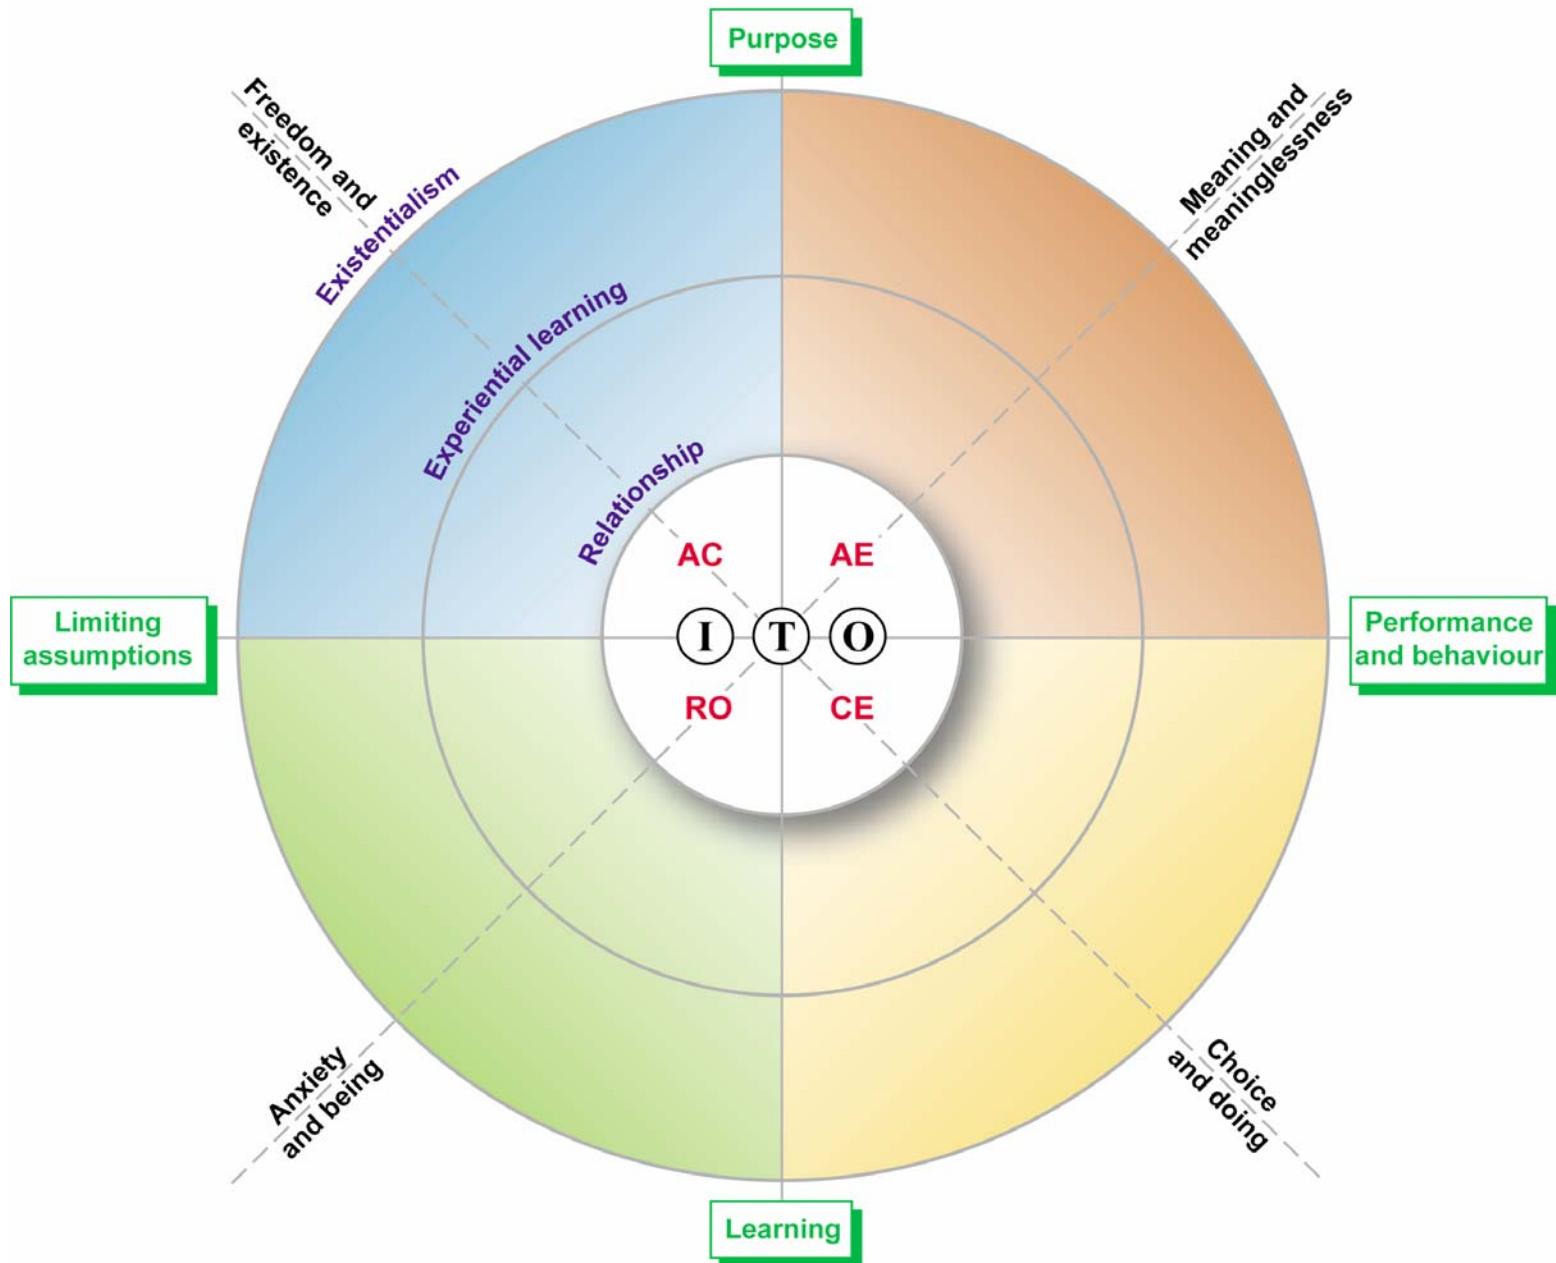 Purpose
Freedom and
existence
Meaning and
meaninglessness
Existentialism
Experiential learning
Relationship
AC
AE
Limiting
assumptions
I
T
O
Performance
and behaviour
RO
CE
Anxiety
and being
Choice
and doing
Learning